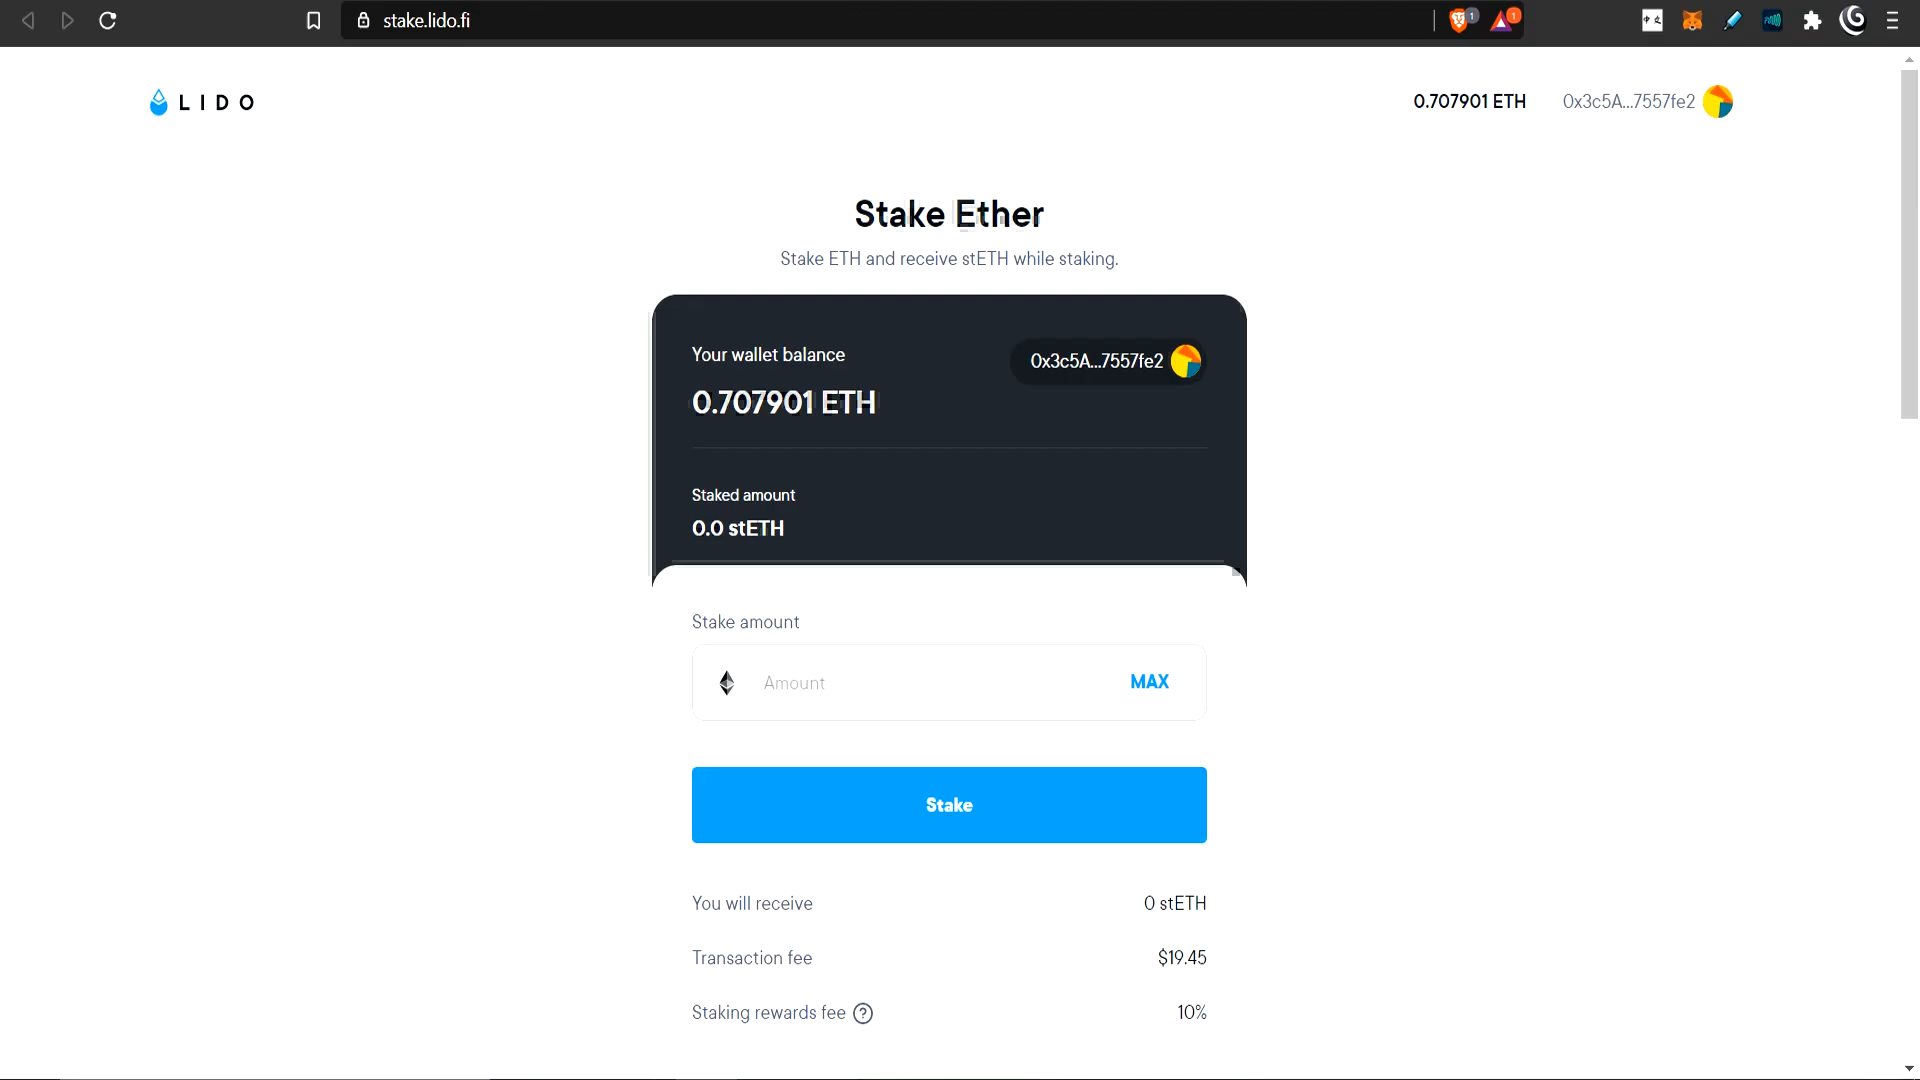 stake.lido.fi
1
1
LIDO
0.707901 ETH
0x3c5A...7557fe2
Stake Ether
Stake ETH and receive stETH while staking.
Your wallet balance
0x3c5A...7557fe2
0.707901 ETH
Staked amount
0.0 stETH
Stake amount
Amount
MAX
Stake
You will receive
0 stETH
Transaction fee
$19.45
Staking rewards fee ?
10%